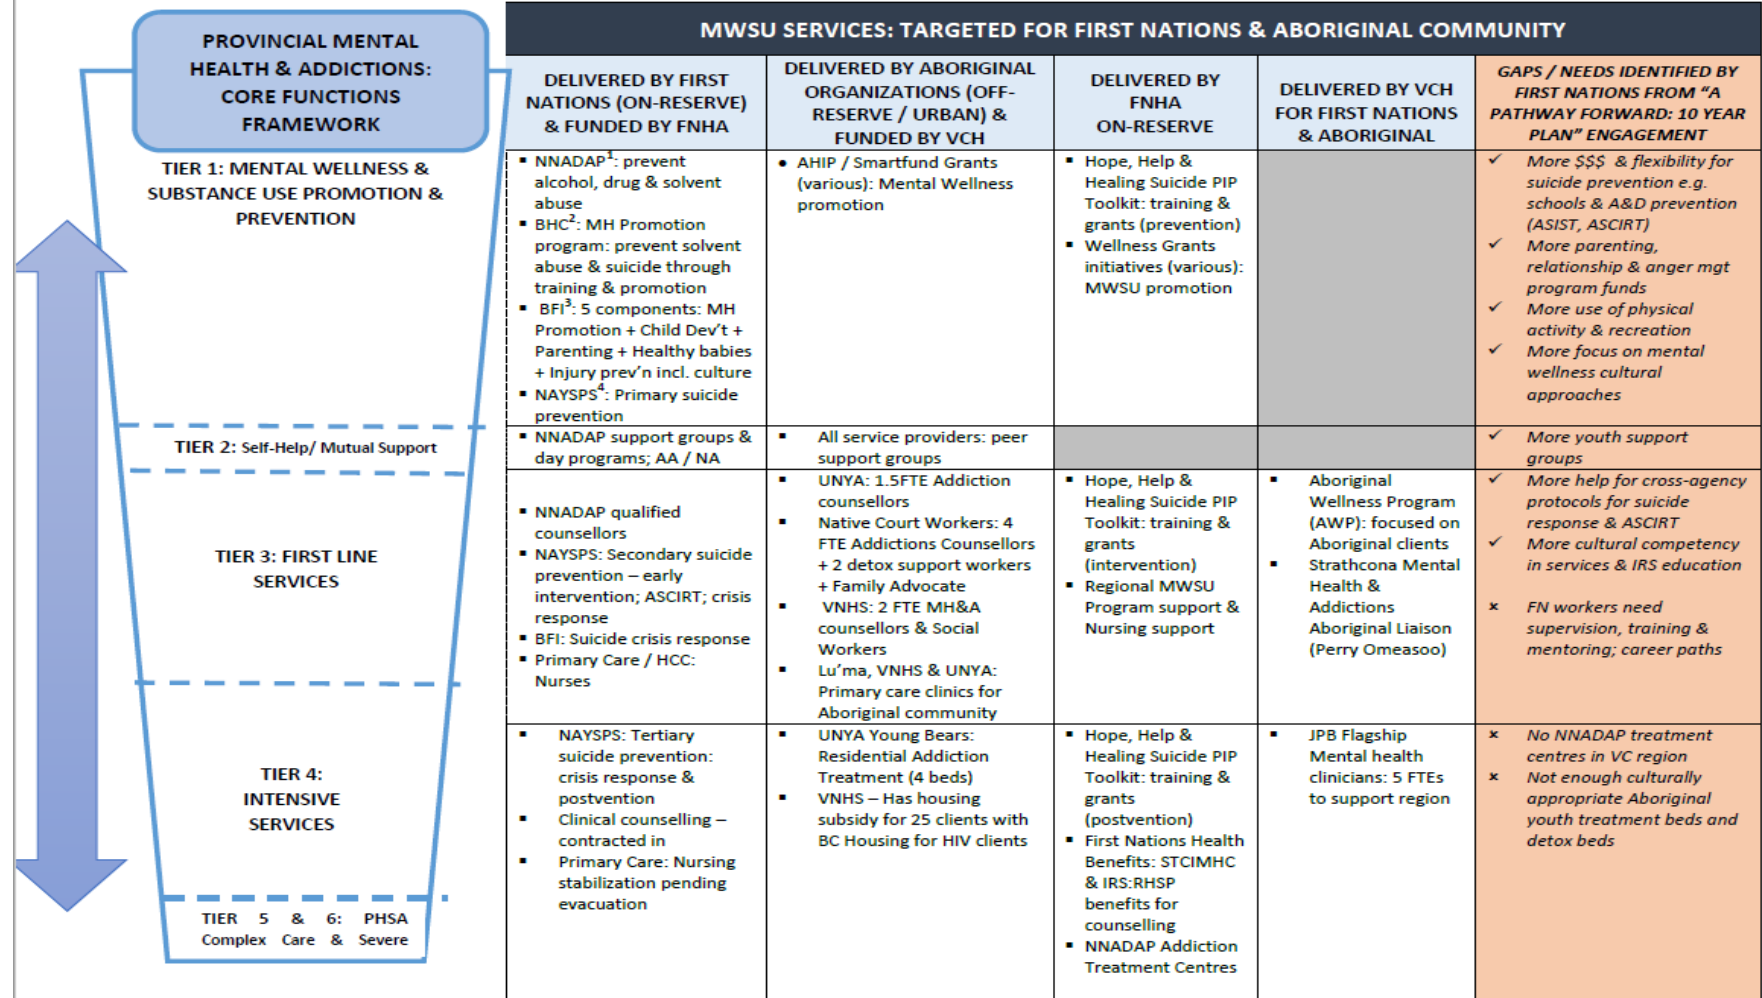 PROVINCIAL MENTAL
HEALTH & ADDICTIONS:
CORE FUNCTIONS
FRAMEWORK
TIER 1: MENTAL WELLNESS &
SUBSTANCE USE PROMOTION &
PREVENTION
TIER 2: Self-Help/ Mutual Support
TIER 3: FIRST LINE
SERVICES
TIER 4:
INTENSIVE
SERVICES
TIER 5 & 6: PHSA
Complex Care & Severe
MWSU SERVICES: TARGETED FOR FIRST NATIONS & ABORIGINAL COMMUNITY
DELIVERED BY FIRST
NATIONS (ON-RESERVE)
& FUNDED BY FNHA
DELIVERED BY ABORIGINAL
ORGANIZATIONS (OFF-
RESERVE / URBAN) &
FUNDED BY VCH
DELIVERED BY
FNHA
ON-RESERVE
DELIVERED BY VCH
FOR FIRST NATIONS
& ABORIGINAL
GAPS / NEEDS IDENTIFIED BY
FIRST NATIONS FROM “A
PATHWAY FORWARD: 10 YEAR
PLAN” ENGAGEMENT
▪ NNADAP¹: prevent
alcohol, drug & solvent
abuse
▪ BHC²: MH Promotion
program: prevent solvent
abuse & suicide through
training & promotion
▪ BFI³: 5 components: MH
Promotion + Child Dev’t +
Parenting + Healthy babies
+ Injury prev’n incl. culture
▪ NAYSPS⁴: Primary suicide
prevention
• AHIP / Smartfund Grants
(various): Mental Wellness
promotion
▪ Hope, Help &
Healing Suicide PIP
Toolkit: training &
grants (prevention)
▪ Wellness Grants
initiatives (various):
MWSU promotion
✓ More $$$ & flexibility for
suicide prevention e.g.
schools & A&D prevention
(ASIST, ASCIRT)
✓ More parenting,
relationship & anger mgt
program funds
✓ More use of physical
activity & recreation
✓ More focus on mental
wellness cultural
approaches
▪ NNADAP support groups &
day programs; AA / NA
▪ All service providers: peer
support groups
✓ More youth support
groups
▪ NNADAP qualified
counsellors
▪ NAYSPS: Secondary suicide
prevention – early
intervention; ASCIRT; crisis
response
▪ BFI: Suicide crisis response
▪ Primary Care / HCC:
Nurses
▪ UNYA: 1.5FTE Addiction
counsellors
▪ Native Court Workers: 4
FTE Addictions Counsellors
+ 2 detox support workers
+ Family Advocate
▪ VNHS: 2 FTE MH&A
counsellors & Social
Workers
▪ Lu’ma, VNHS & UNYA:
Primary care clinics for
Aboriginal community
▪ Hope, Help &
Healing Suicide PIP
Toolkit: training &
grants
(intervention)
▪ Regional MWSU
Program support &
Nursing support
▪ Aboriginal
Wellness Program
(AWP): focused on
Aboriginal clients
▪ Strathcona Mental
Health &
Addictions
Aboriginal Liaison
(Perry Omeasoo)
✓ More help for cross-agency
protocols for suicide
response & ASCIRT
✓ More cultural competency
in services & IRS education
× FN workers need
supervision, training &
mentoring; career paths
▪ NAYSPS: Tertiary
suicide prevention:
crisis response &
postvention
▪ Clinical counselling –
contracted in
▪ Primary Care: Nursing
stabilization pending
evacuation
▪ UNYA Young Bears:
Residential Addiction
Treatment (4 beds)
▪ VNHS – Has housing
subsidy for 25 clients with
BC Housing for HIV clients
▪ Hope, Help &
Healing Suicide PIP
Toolkit: training &
grants
(postvention)
▪ First Nations Health
Benefits: STCIMHC
& IRS:RHSP
benefits for
counselling
▪ NNADAP Addiction
Treatment Centres
▪ JPB Flagship
Mental health
clinicians: 5 FTEs
to support region
× No NNADAP treatment
centres in VC region
× Not enough culturally
appropriate Aboriginal
youth treatment beds and
detox beds